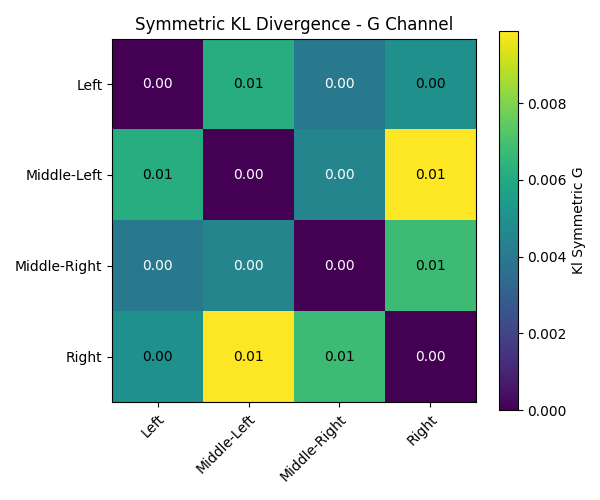 Symmetric KL Divergence - G Channel
Left 0.00 0.01 0.00 0.00
Middle-Left 0.01 0.00 0.00 0.01
Middle-Right 0.00 0.00 0.00 0.01
Right 0.00 0.01 0.01 0.00
Left Middle-Left Middle-Right Right
0.008
0.006
0.004
0.002
0.000
Kl Symmetric G